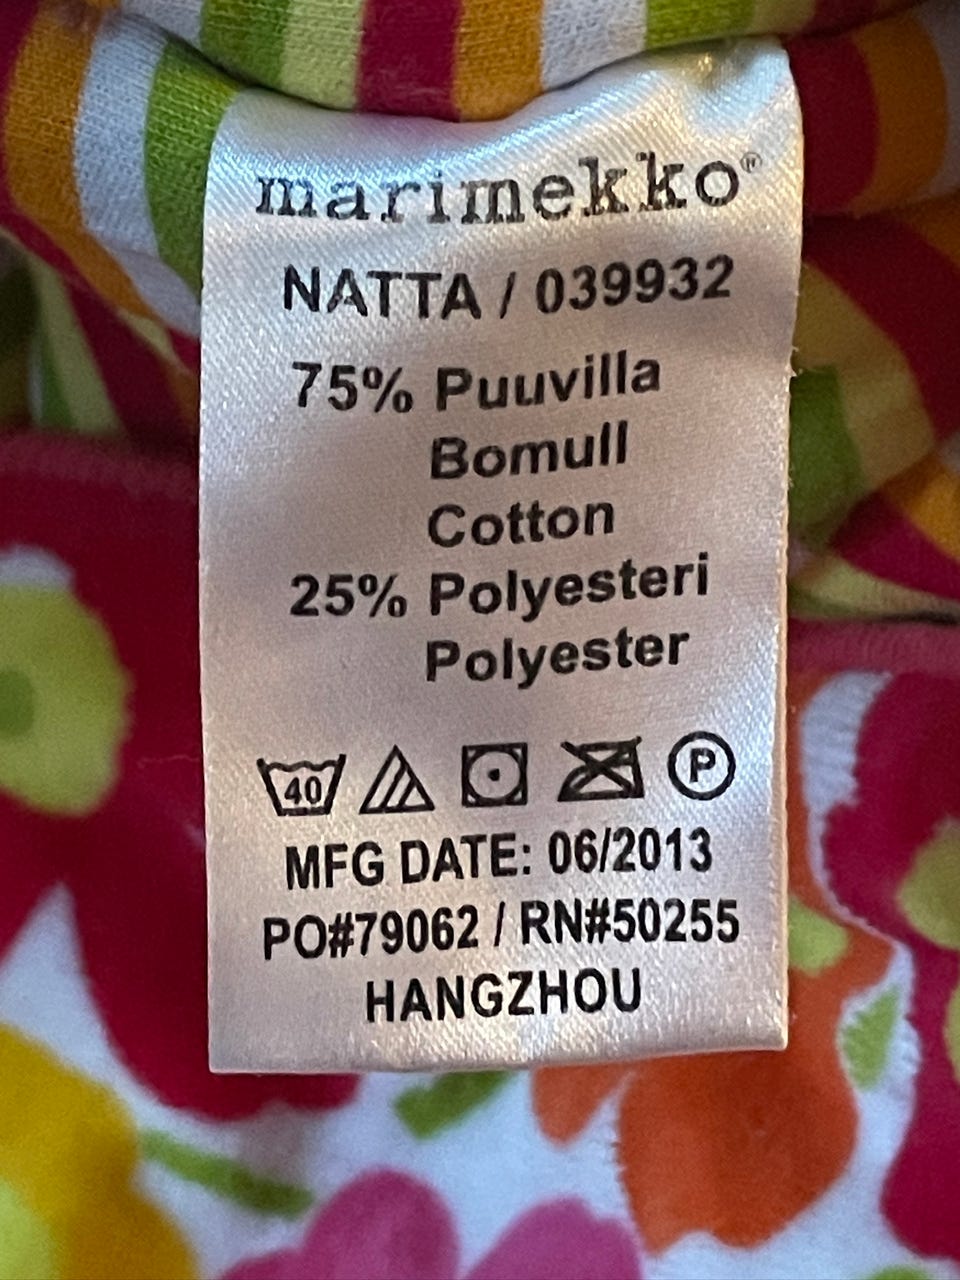 marimekko®
NATTA / 039932
75% Puuvilla
Bomull
Cotton
25% Polyesteri
Polyester
40 P
MFG DATE: 06/2013
PO#79062 / RN#50255
HANGZHOU